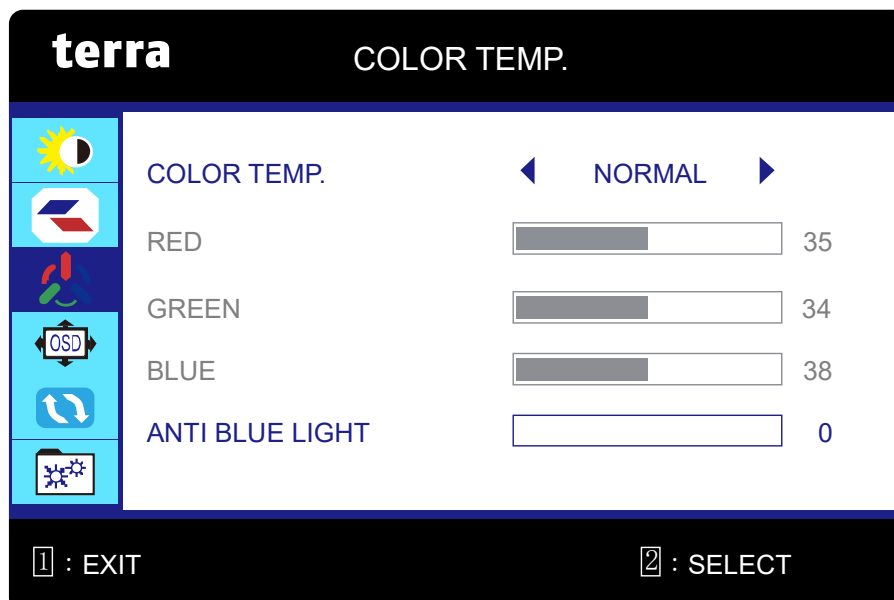 terra COLOR TEMP.
COLOR TEMP. NORMAL
RED 35
GREEN 34
OSD
BLUE 38
ANTI BLUE LIGHT 0
1 : EXIT 2 : SELECT